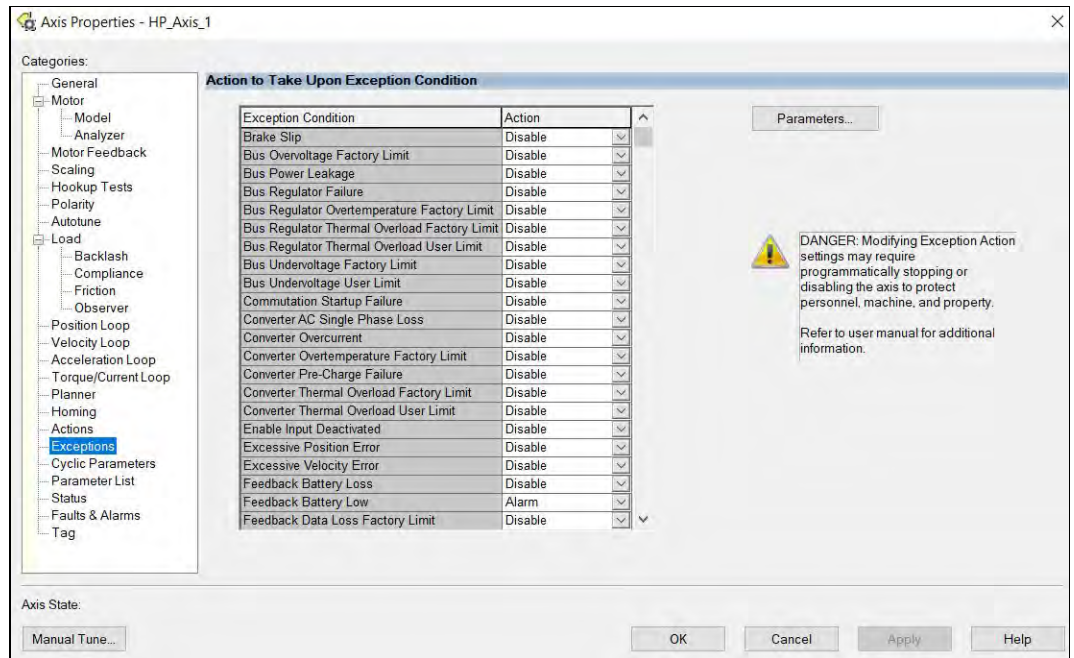 Axis Properties - HP_Axis_1
Categories:
General
Motor
Model
Analyzer
Motor Feedback
Scaling
Hookup Tests
Polarity
Autotune
Load
Backlash
Compliance
Friction
Observer
Position Loop
Velocity Loop
Acceleration Loop
Torque/Current Loop
Planner
Homing
Actions
Exceptions
Cyclic Parameters
Parameter List
Status
Faults & Alarms
Tag
Action to Take Upon Exception Condition
Exception Condition Action
Brake Slip Disable
Bus Overvoltage Factory Limit Disable
Bus Power Leakage Disable
Bus Regulator Failure Disable
Bus Regulator Overtemperature Factory Limit Disable
Bus Regulator Thermal Overload Factory Limit Disable
Bus Regulator Thermal Overload User Limit Disable
Bus Undervoltage Factory Limit Disable
Bus Undervoltage User Limit Disable
Commutation Startup Failure Disable
Converter AC Single Phase Loss Disable
Converter Overcurrent Disable
Converter Overtemperature Factory Limit Disable
Converter Pre-Charge Failure Disable
Converter Thermal Overload Factory Limit Disable
Converter Thermal Overload User Limit Disable
Enable Input Deactivated Disable
Excessive Position Error Disable
Excessive Velocity Error Disable
Feedback Battery Loss Disable
Feedback Battery Low Alarm
Feedback Data Loss Factory Limit Disable
Parameters...
DANGER: Modifying Exception Action
settings may require
programmatically stopping or
disabling the axis to protect
personnel, machine, and property.
Refer to user manual for additional
information.
Axis State:
Manual Tune...
OK
Cancel
Apply
Help